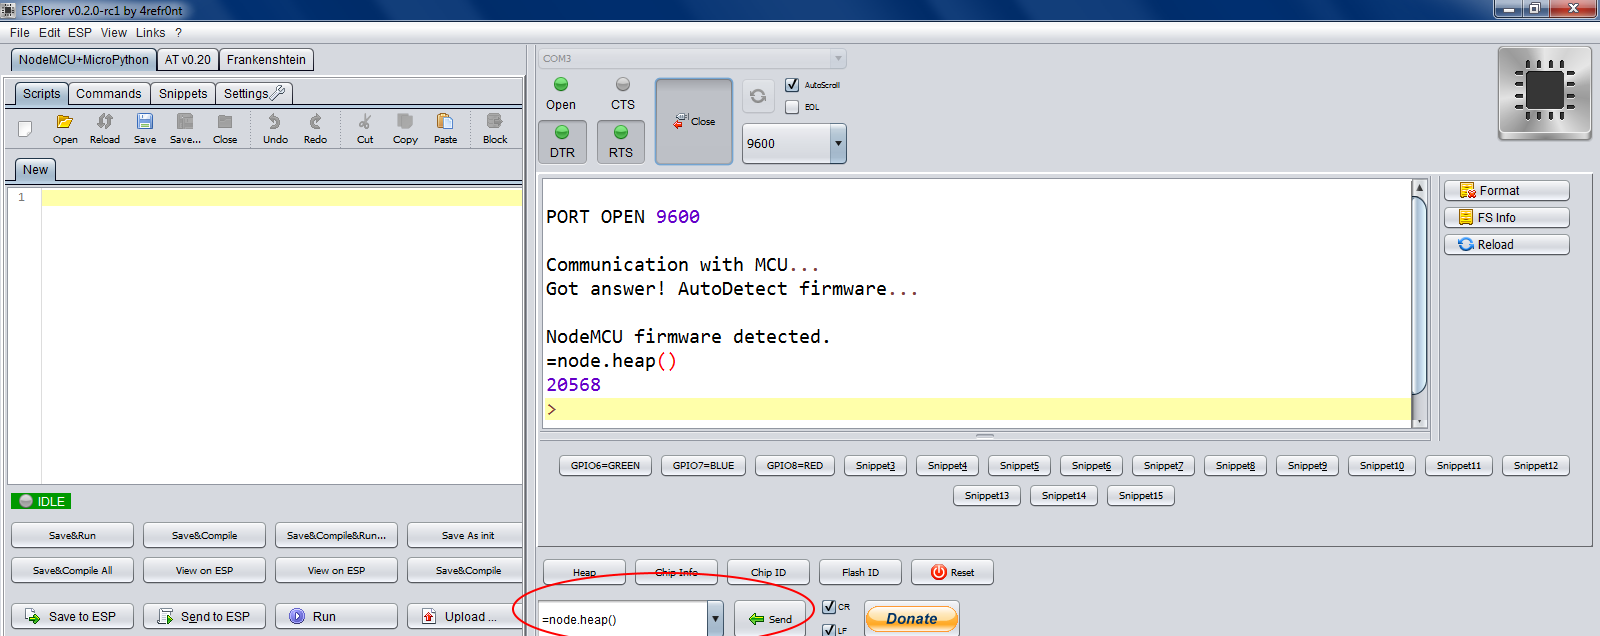 ESPlorer v0.2.0-rc1 by 4refr0nt
File Edit ESP View Links ?
NodeMCU+MicroPython AT v0.20 Frankenshtein
Scripts Commands Snippets Settings
Open Reload Save Save... Close Undo Redo Cut Copy Paste Block
New
1
IDLE
Save&Run Save&Compile Save&Compile&Run... Save As init
Save&Compile All View on ESP View on ESP Save&Compile
Save to ESP Send to ESP Run Upload ...
COM3
Open CTS
DTR RTS
Close
AutoScroll
EOL
9600
PORT OPEN 9600
Communication with MCU...
Got answer! AutoDetect firmware...
NodeMCU firmware detected.
=node.heap()
20568
>
Format
FS Info
Reload
GPIO6=GREEN GPIO7=BLUE GPIO8=RED Snippet3 Snippet4 Snippet5 Snippet6 Snippet7 Snippet8 Snippet9 Snippet10 Snippet11 Snippet12
Snippet13 Snippet14 Snippet15
Heap Chip Info Chip ID Flash ID Reset
=node.heap() Send
CR
LF
Donate